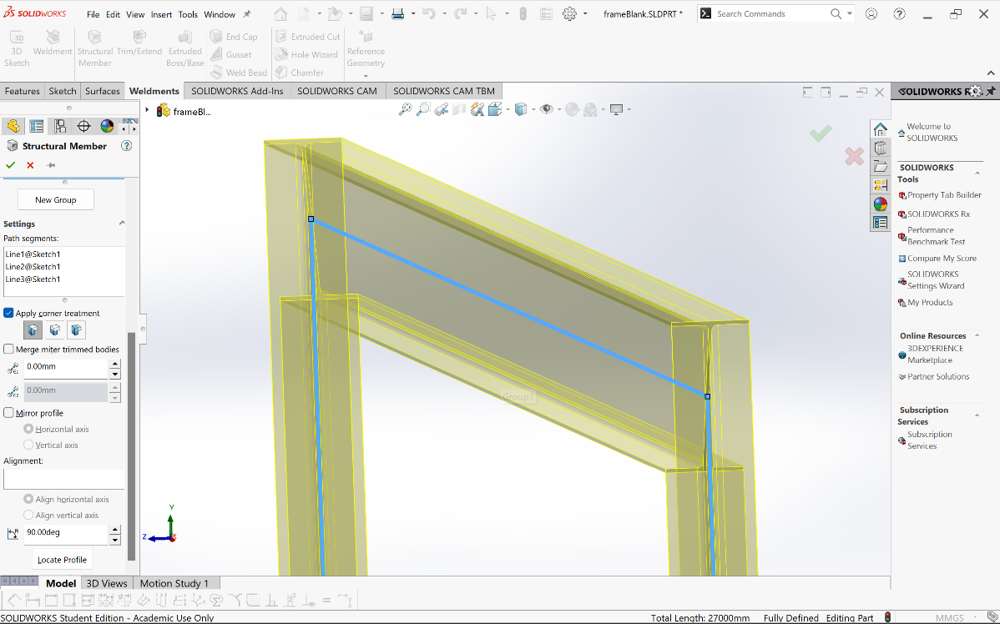 SOLIDWORKS File Edit View Insert Tools Window frameBlank.SLDPRT * Search Commands
3D Sketch
Weldment
Structural Member
Trim/Extend
Extruded Boss/Base
End Cap
Gusset
Weld Bead
Extruded Cut
Hole Wizard
Chamfer
Reference Geometry
Features Sketch Surfaces Weldments SOLIDWORKS Add-Ins SOLIDWORKS CAM SOLIDWORKS CAM TBM
SOLIDWORKS R
frameBl...
Structural Member
New Group
Settings
Path segments:
Line1@Sketch1
Line2@Sketch1
Line3@Sketch1
Apply corner treatment
Merge miter trimmed bodies
G1 0.00mm
G2 0.00mm
Mirror profile
Horizontal axis
Vertical axis
Alignment:
Align horizontal axis
Align vertical axis
90.00deg
Locate Profile
Group1
Y
Z
X
Welcome to
SOLIDWORKS
SOLIDWORKS
Tools
Property Tab Builder
SOLIDWORKS Rx
Performance
Benchmark Test
Compare My Score
SOLIDWORKS
Settings Wizard
My Products
Online Resources
3DEXPERIENCE
Marketplace
Partner Solutions
Subscription
Services
Subscription
Services
Model 3D Views Motion Study 1
SOLIDWORKS Student Edition - Academic Use Only Total Length: 27000mm Fully Defined Editing Part MMGS